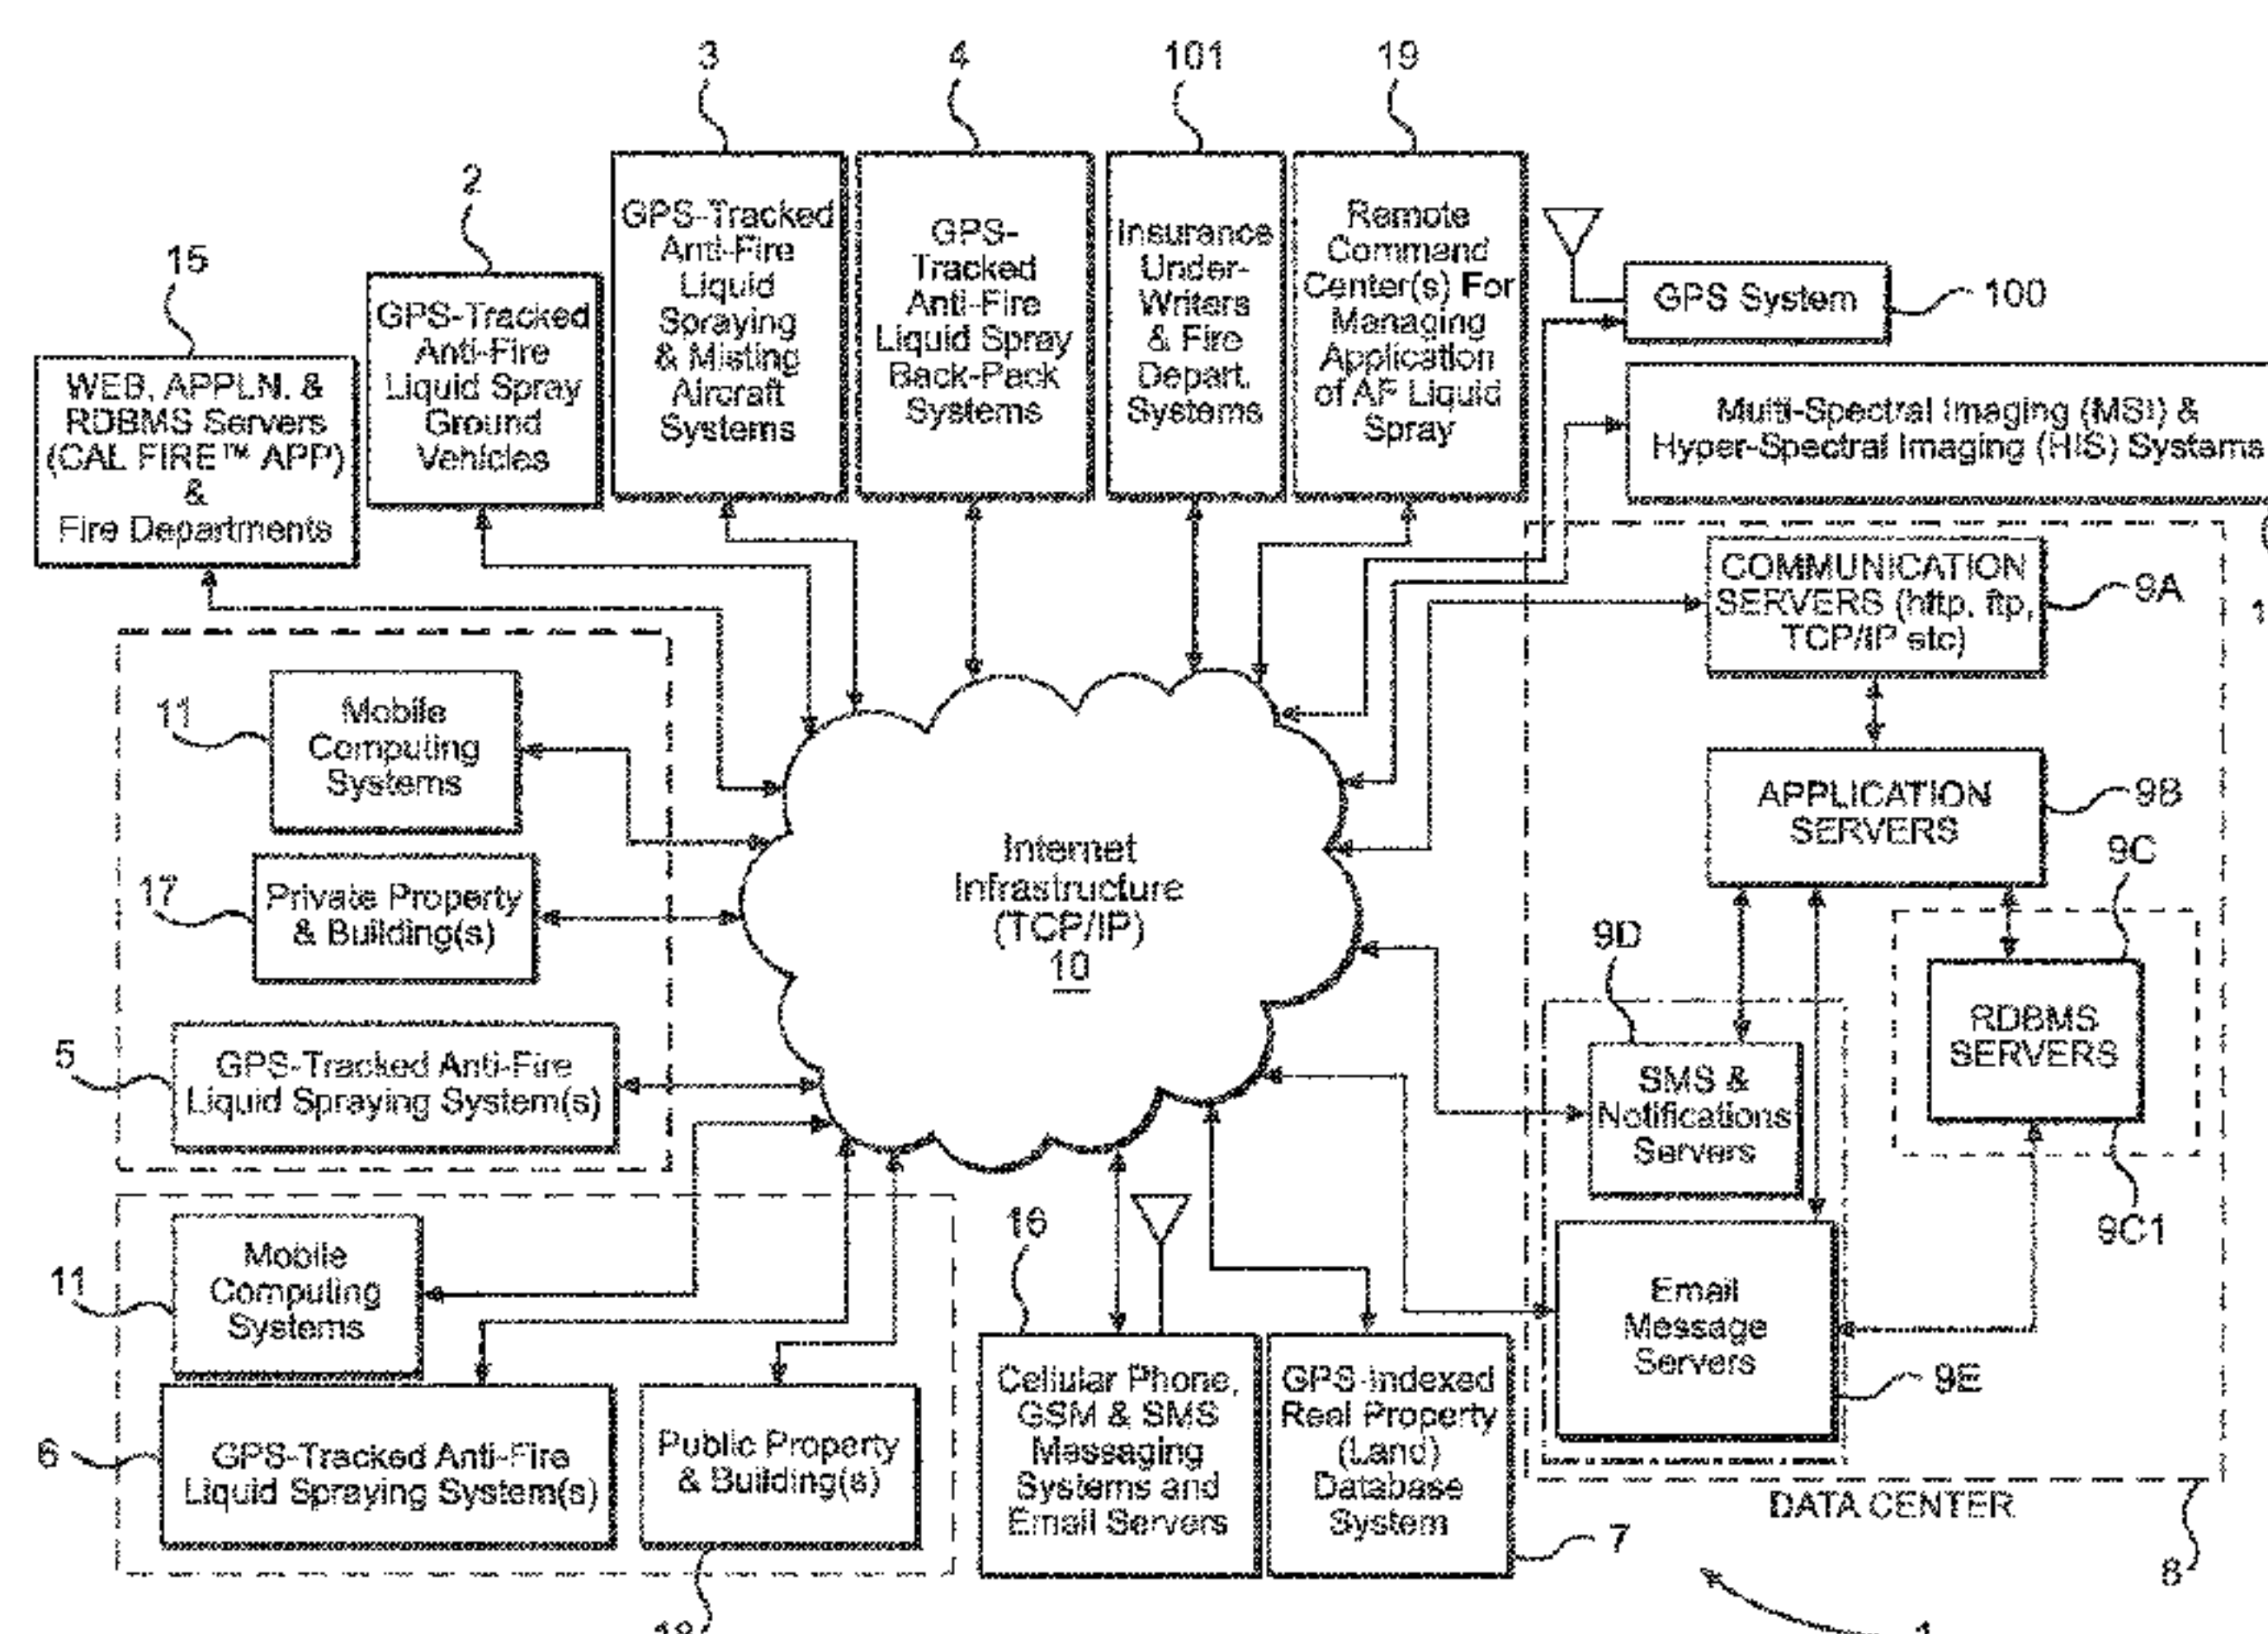 3
4
101
19
2
15
GPS-Tracked
Anti-Fire
Liquid
Spraying
& Misting
Aircraft
Systems
GPS-
Tracked
Anti-Fire
Liquid Spray
Back-Pack
Systems
Insurance
Under-
Writers
& Fire
Depart.
Systems
Remote
Command
Center(s) For
Managing
Application
of AF Liquid
Spray
GPS System
100
GPS-Tracked
Anti-Fire
Liquid Spray
Ground
Vehicles
WEB, APPLN. &
RDBMS Servers
(CAL FIRE™ APP)
&
Fire Departments
Multi-Spectral Imaging (MSI) &
Hyper-Spectral Imaging (HIS) Systems
COMMUNICATION
SERVERS (http, ftp,
TCP/IP etc)
9A
11
Mobile
Computing
Systems
APPLICATION
SERVERS
9B
9C
17
Private Property
& Building(s)
Internet
Infrastructure
(TCP/IP)
10
9D
RDBMS
SERVERS
5
GPS-Tracked Anti-Fire
Liquid Spraying System(s)
SMS &
Notifications
Servers
9C1
11
Mobile
Computing
Systems
16
Email
Message
Servers
9E
6
GPS-Tracked Anti-Fire
Liquid Spraying System(s)
Public Property
& Building(s)
Cellular Phone,
GSM & SMS
Messaging
Systems and
Email Servers
GPS-Indexed
Real Property
(Land)
Database
System
7
DATA CENTER
8
18
1